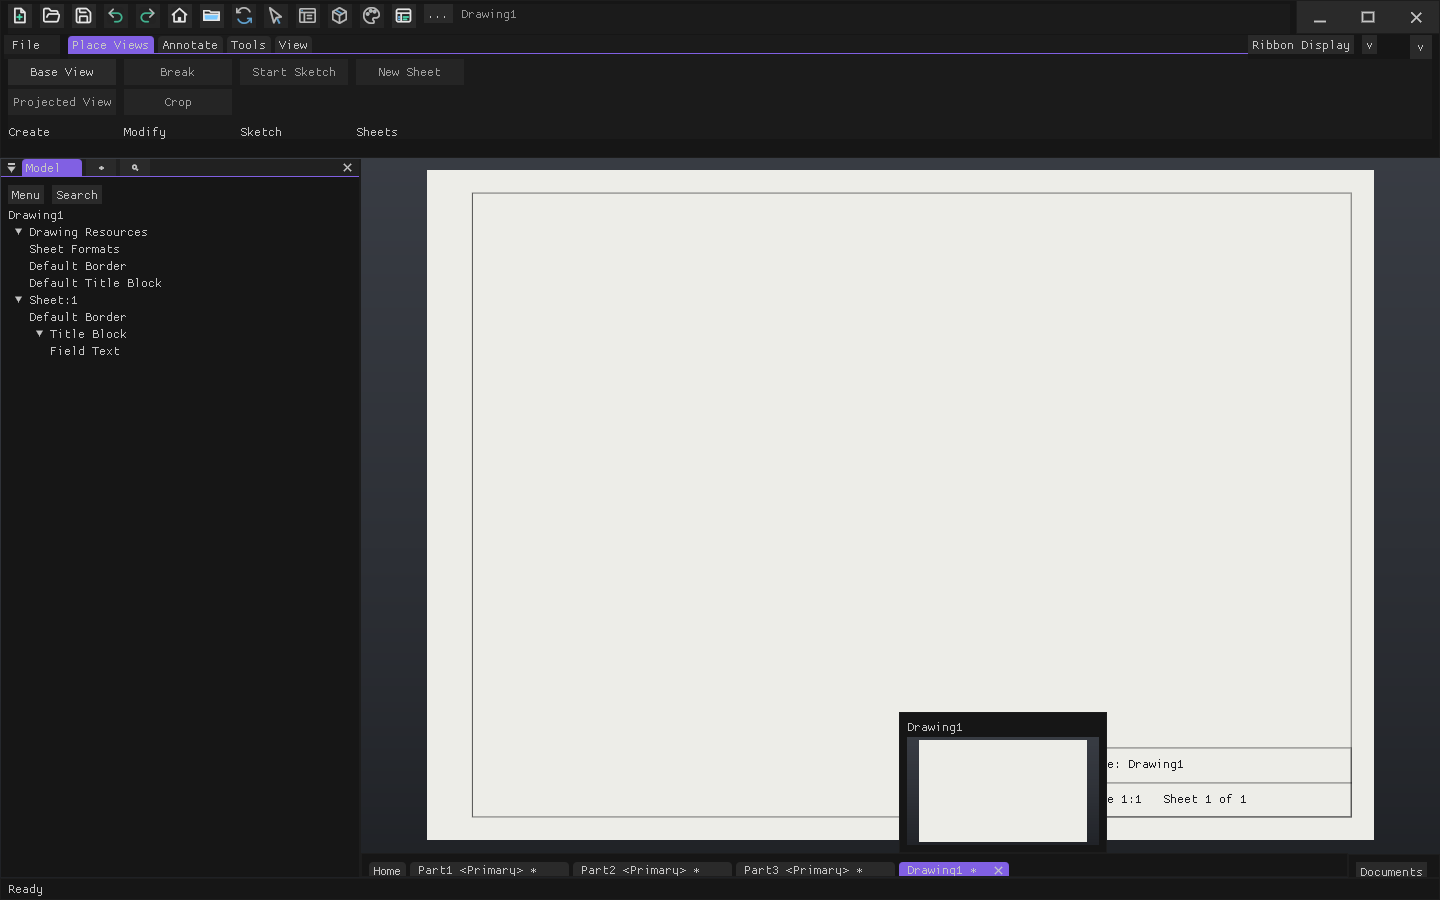 ... Drawing1
File Place Views Annotate Tools View Ribbon Display v v
Base View Break Start Sketch New Sheet
Projected View Crop
Create Modify Sketch Sheets
Model
Menu Search
Drawing1
Drawing Resources
Sheet Formats
Default Border
Default Title Block
Sheet:1
Default Border
Title Block
Field Text
Drawing1
e: Drawing1
e 1:1 Sheet 1 of 1
Home Part1 <Primary> * Part2 <Primary> * Part3 <Primary> * Drawing1 * Documents
Ready